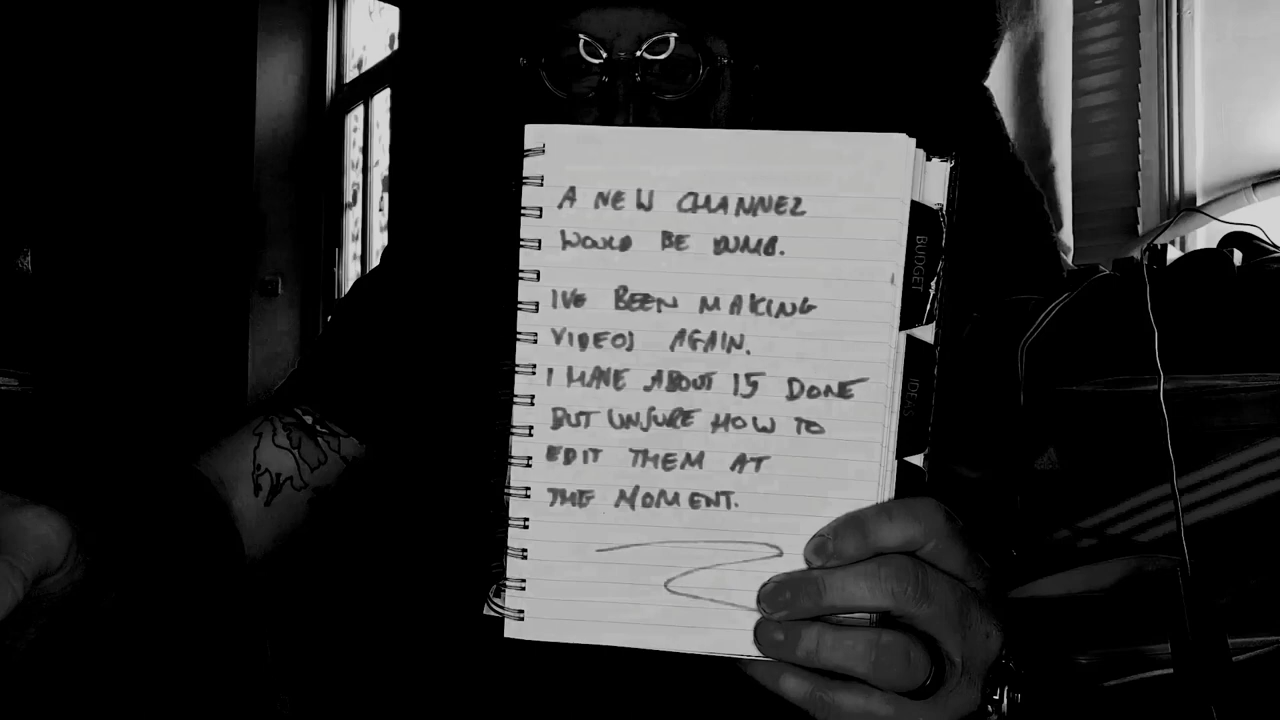 A NEW CHANNEL
WOULD BE DUMB.
IVE BEEN MAKING
VIDEOS AGAIN.
I HAVE ABOUT 15 DONE
BUT UNSURE HOW TO
EDIT THEM AT
THE MOMENT.
BUDGET
IDEAS